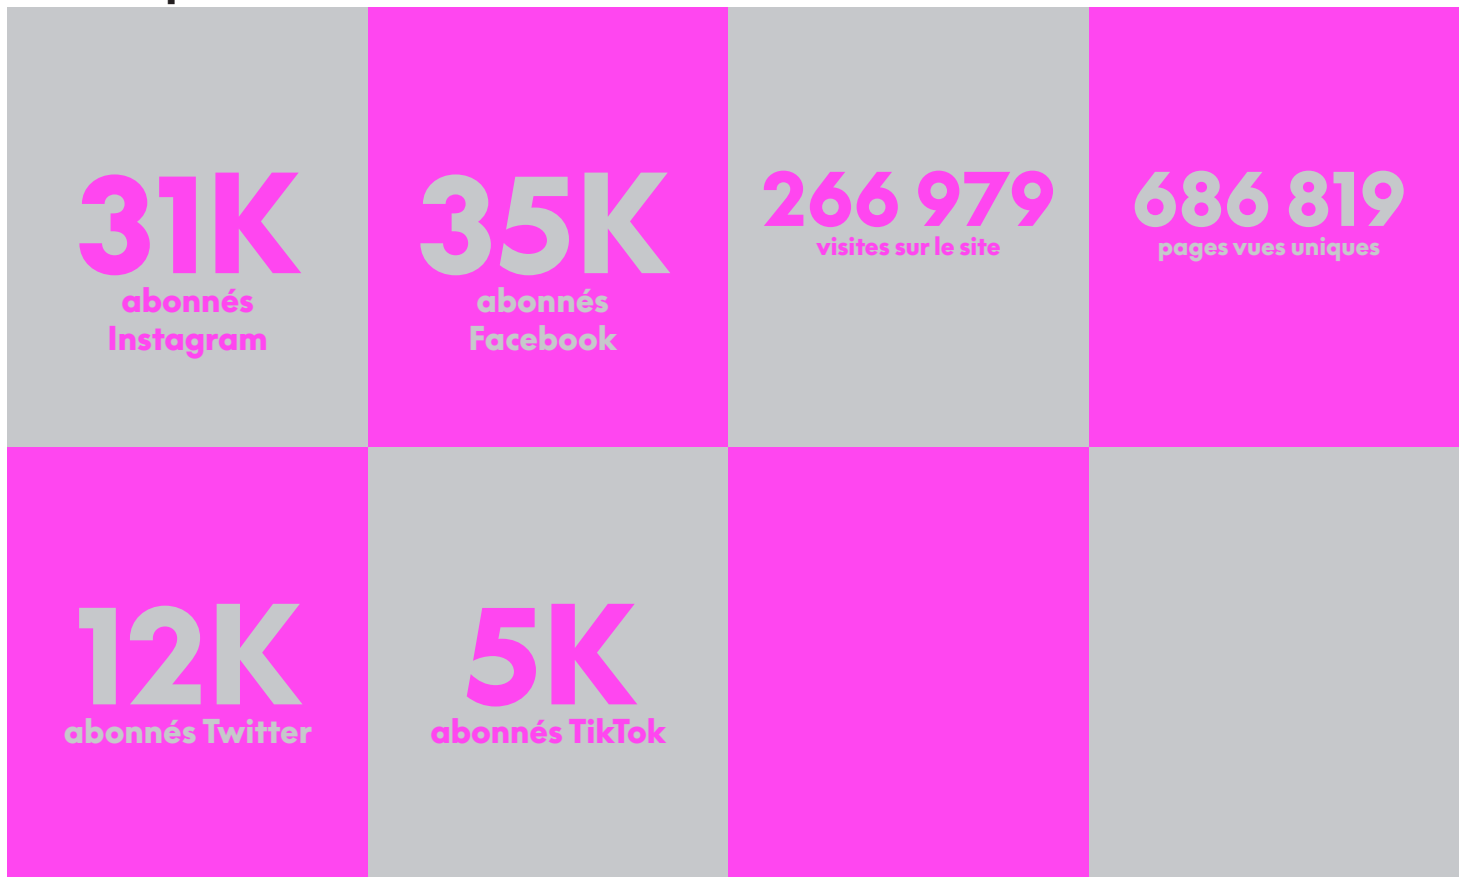 31K
abonnés
Instagram
35K
abonnés
Facebook
266 979
visites sur le site
686 819
pages vues uniques
12K
abonnés Twitter
5K
abonnés TikTok